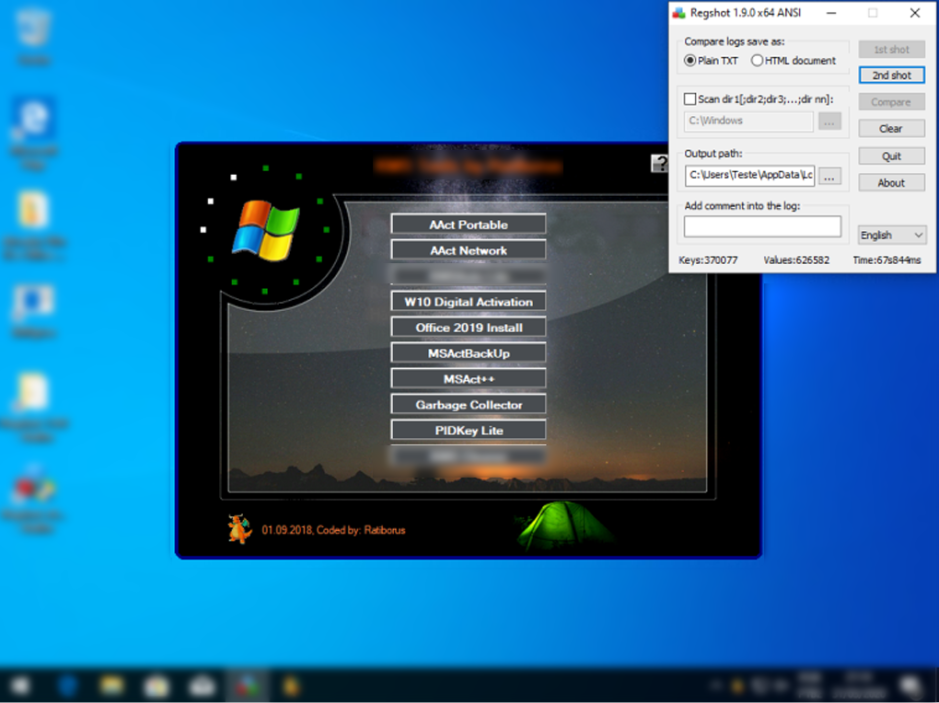 Regshot 1.9.0 x64 ANSI
Compare logs save as:
Plain TXT
HTML document
1st shot
2nd shot
Scan dir1[;dir2;dir3;...;dir nn]:
Compare
C:\Windows
...
Clear
Output path:
Quit
C:\Users\Teste\AppData\Lc
...
About
Add comment into the log:
English
Keys:370077 Values:626582 Time:67s844ms
?
AAct Portable
AAct Network
W10 Digital Activation
Office 2019 Install
MSActBackUp
MSAct++
Garbage Collector
PIDKey Lite
01.09.2018, Coded by: Ratiborus